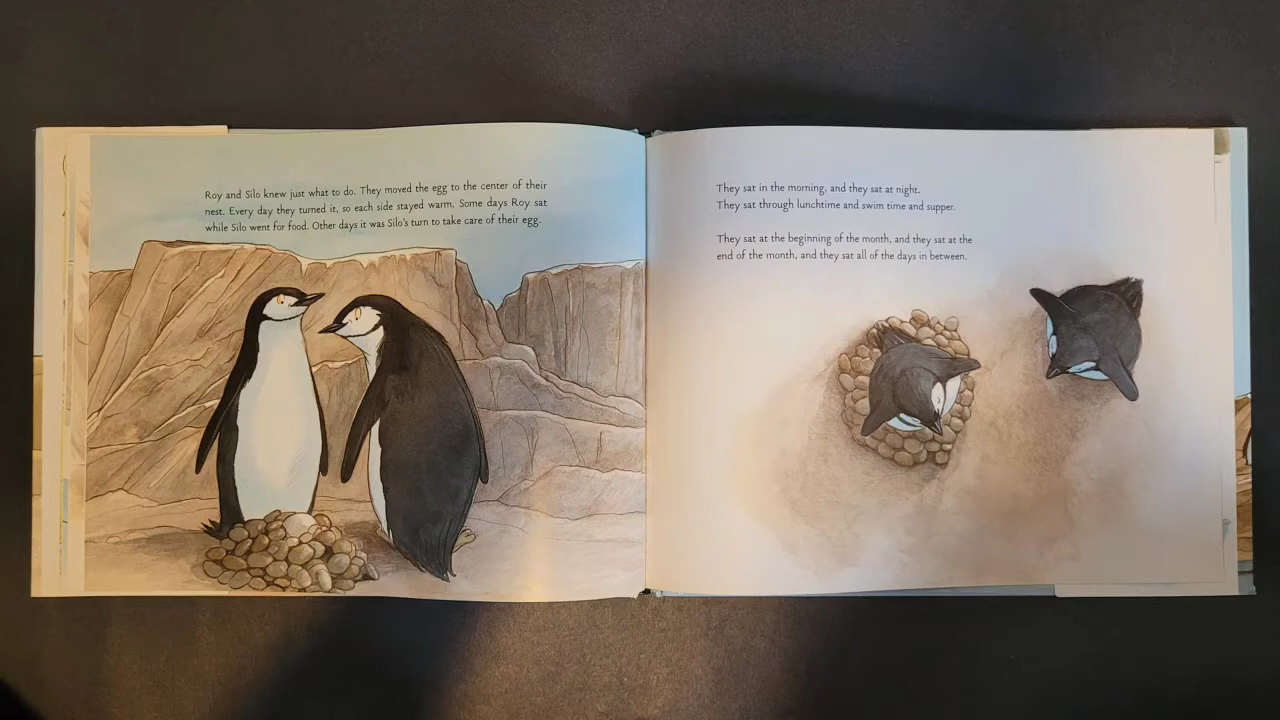 Roy and Silo knew just what to do. They moved the egg to the center of their
nest. Every day they turned it, so each side stayed warm. Some days Roy sat
while Silo went for food. Other days it was Silo's turn to take care of their egg.
They sat in the morning, and they sat at night.
They sat through lunchtime and swim time and supper.
They sat at the beginning of the month, and they sat at the
end of the month, and they sat all of the days in between.